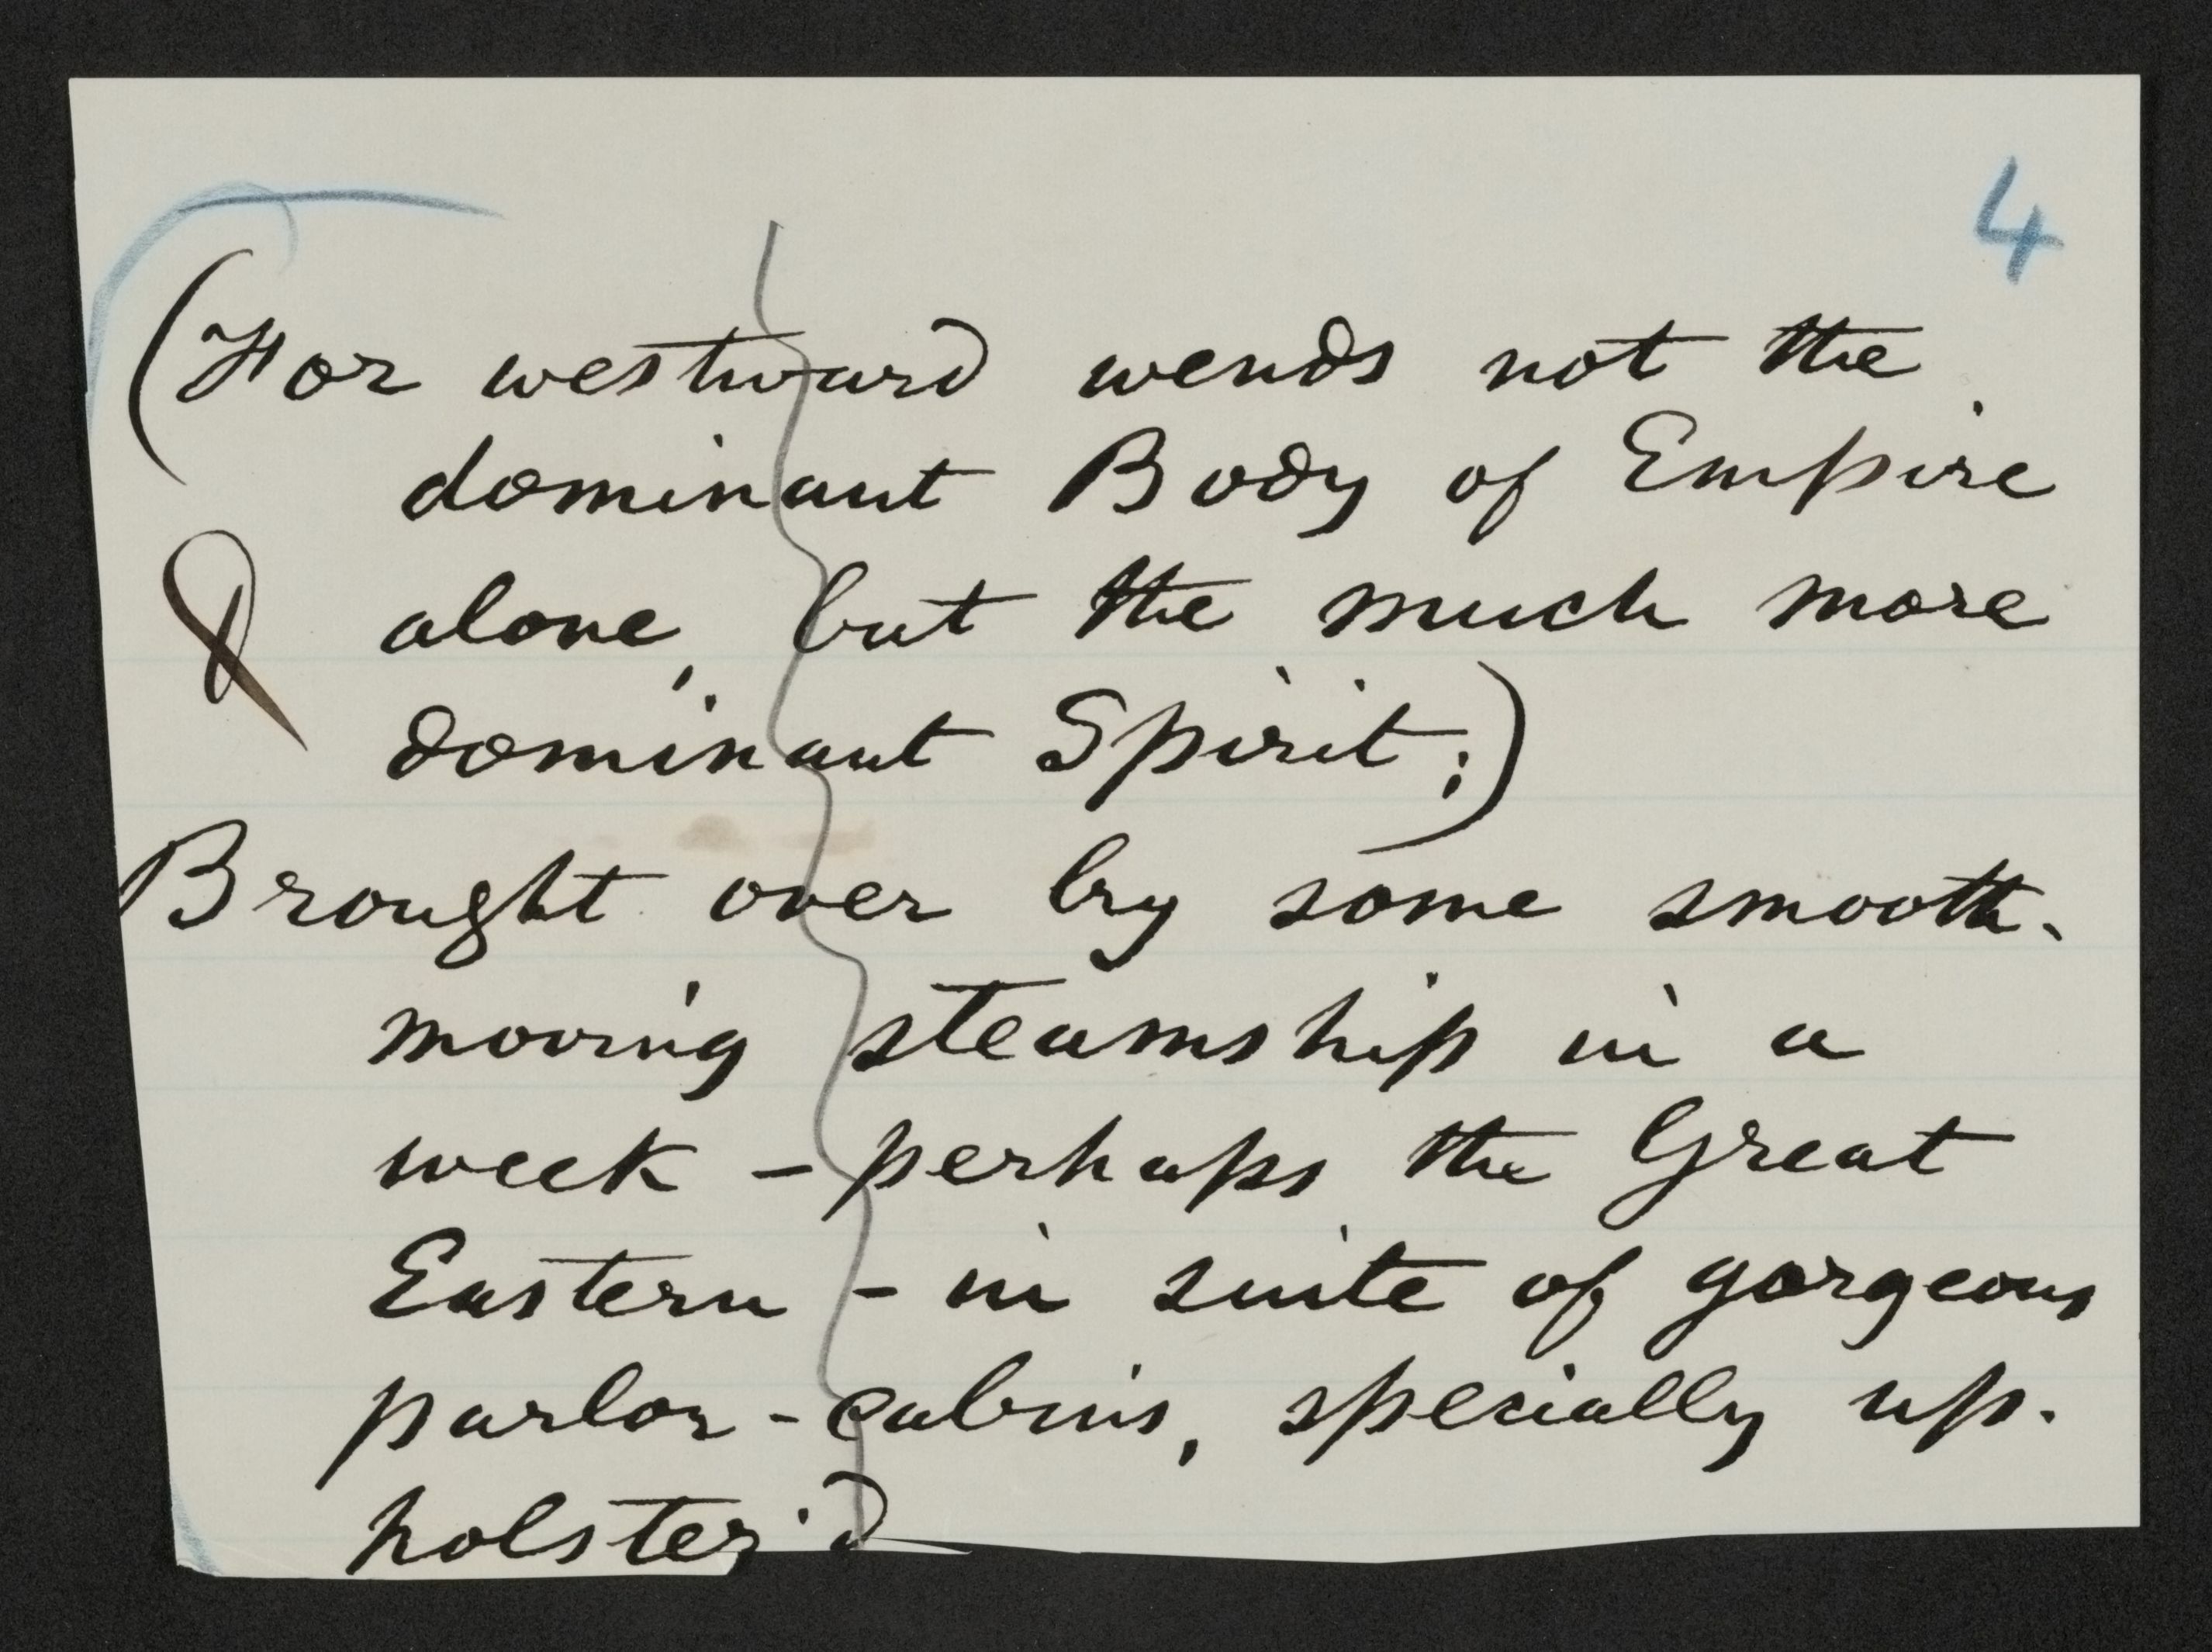 4
(For westward wends not the
dominant Body of Empire
alone, but the much more
dominant Spirit;)
Brought over by some smooth-
moving steamship in a
week – perhaps the Great
Eastern – in suite of gorgeous
parlor-cabins, specially up-
holster'd